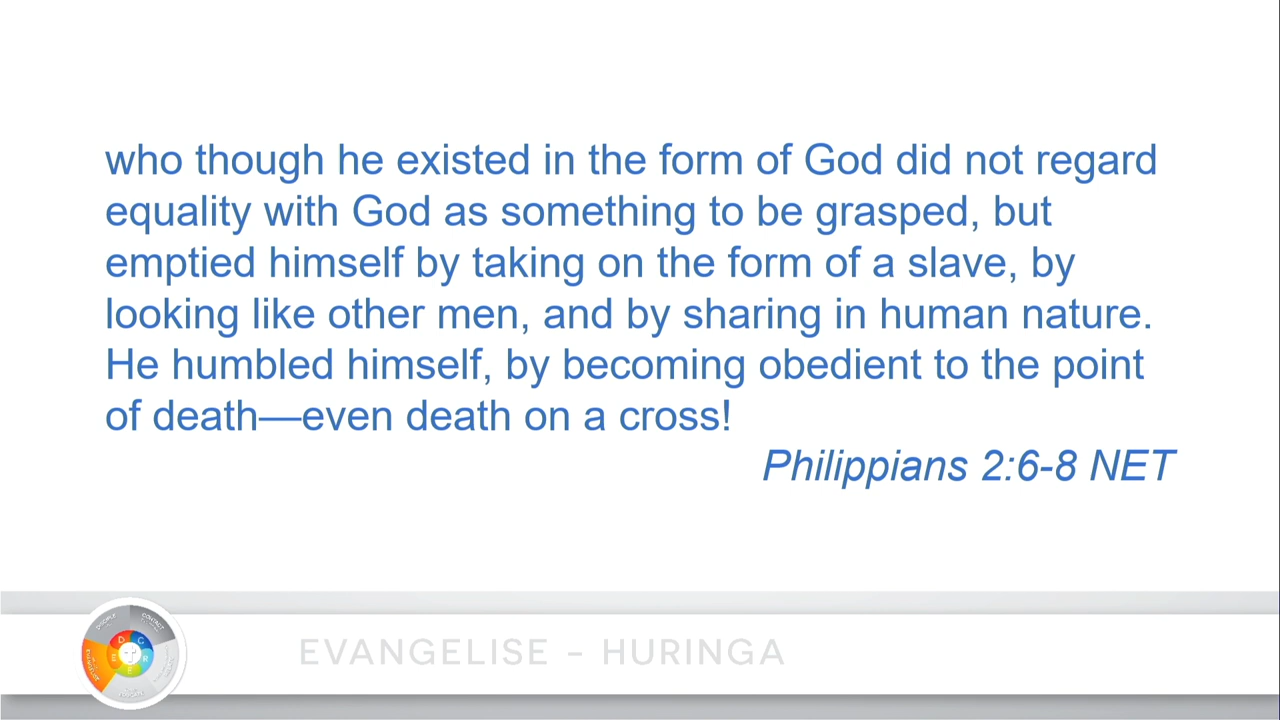 who though he existed in the form of God did not regard
equality with God as something to be grasped, but
emptied himself by taking on the form of a slave, by
looking like other men, and by sharing in human nature.
He humbled himself, by becoming obedient to the point
of death—even death on a cross!
Philippians 2:6-8 NET
EVANGELISE - HURINGA
DISCIPLE
CONTACT
EVANGELISE
D
C
E
R